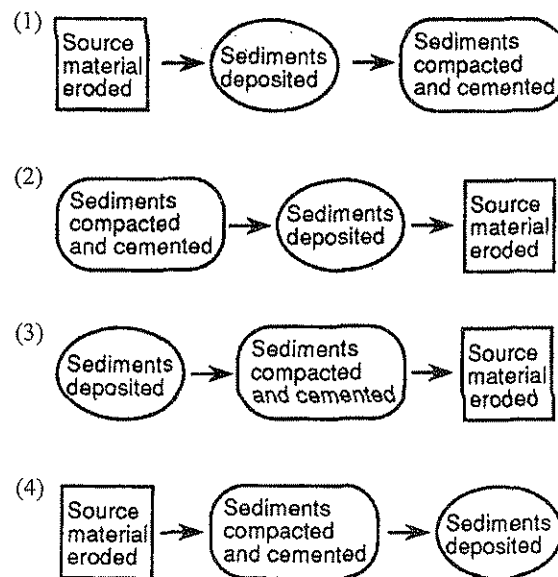 (1)
Source
material
eroded
Sediments
deposited
Sediments
compacted
and cemented
(2)
Sediments
compacted
and cemented
Sediments
deposited
Source
material
eroded
(3)
Sediments
deposited
Sediments
compacted
and cemented
Source
material
eroded
(4)
Source
material
eroded
Sediments
compacted
and cemented
Sediments
deposited